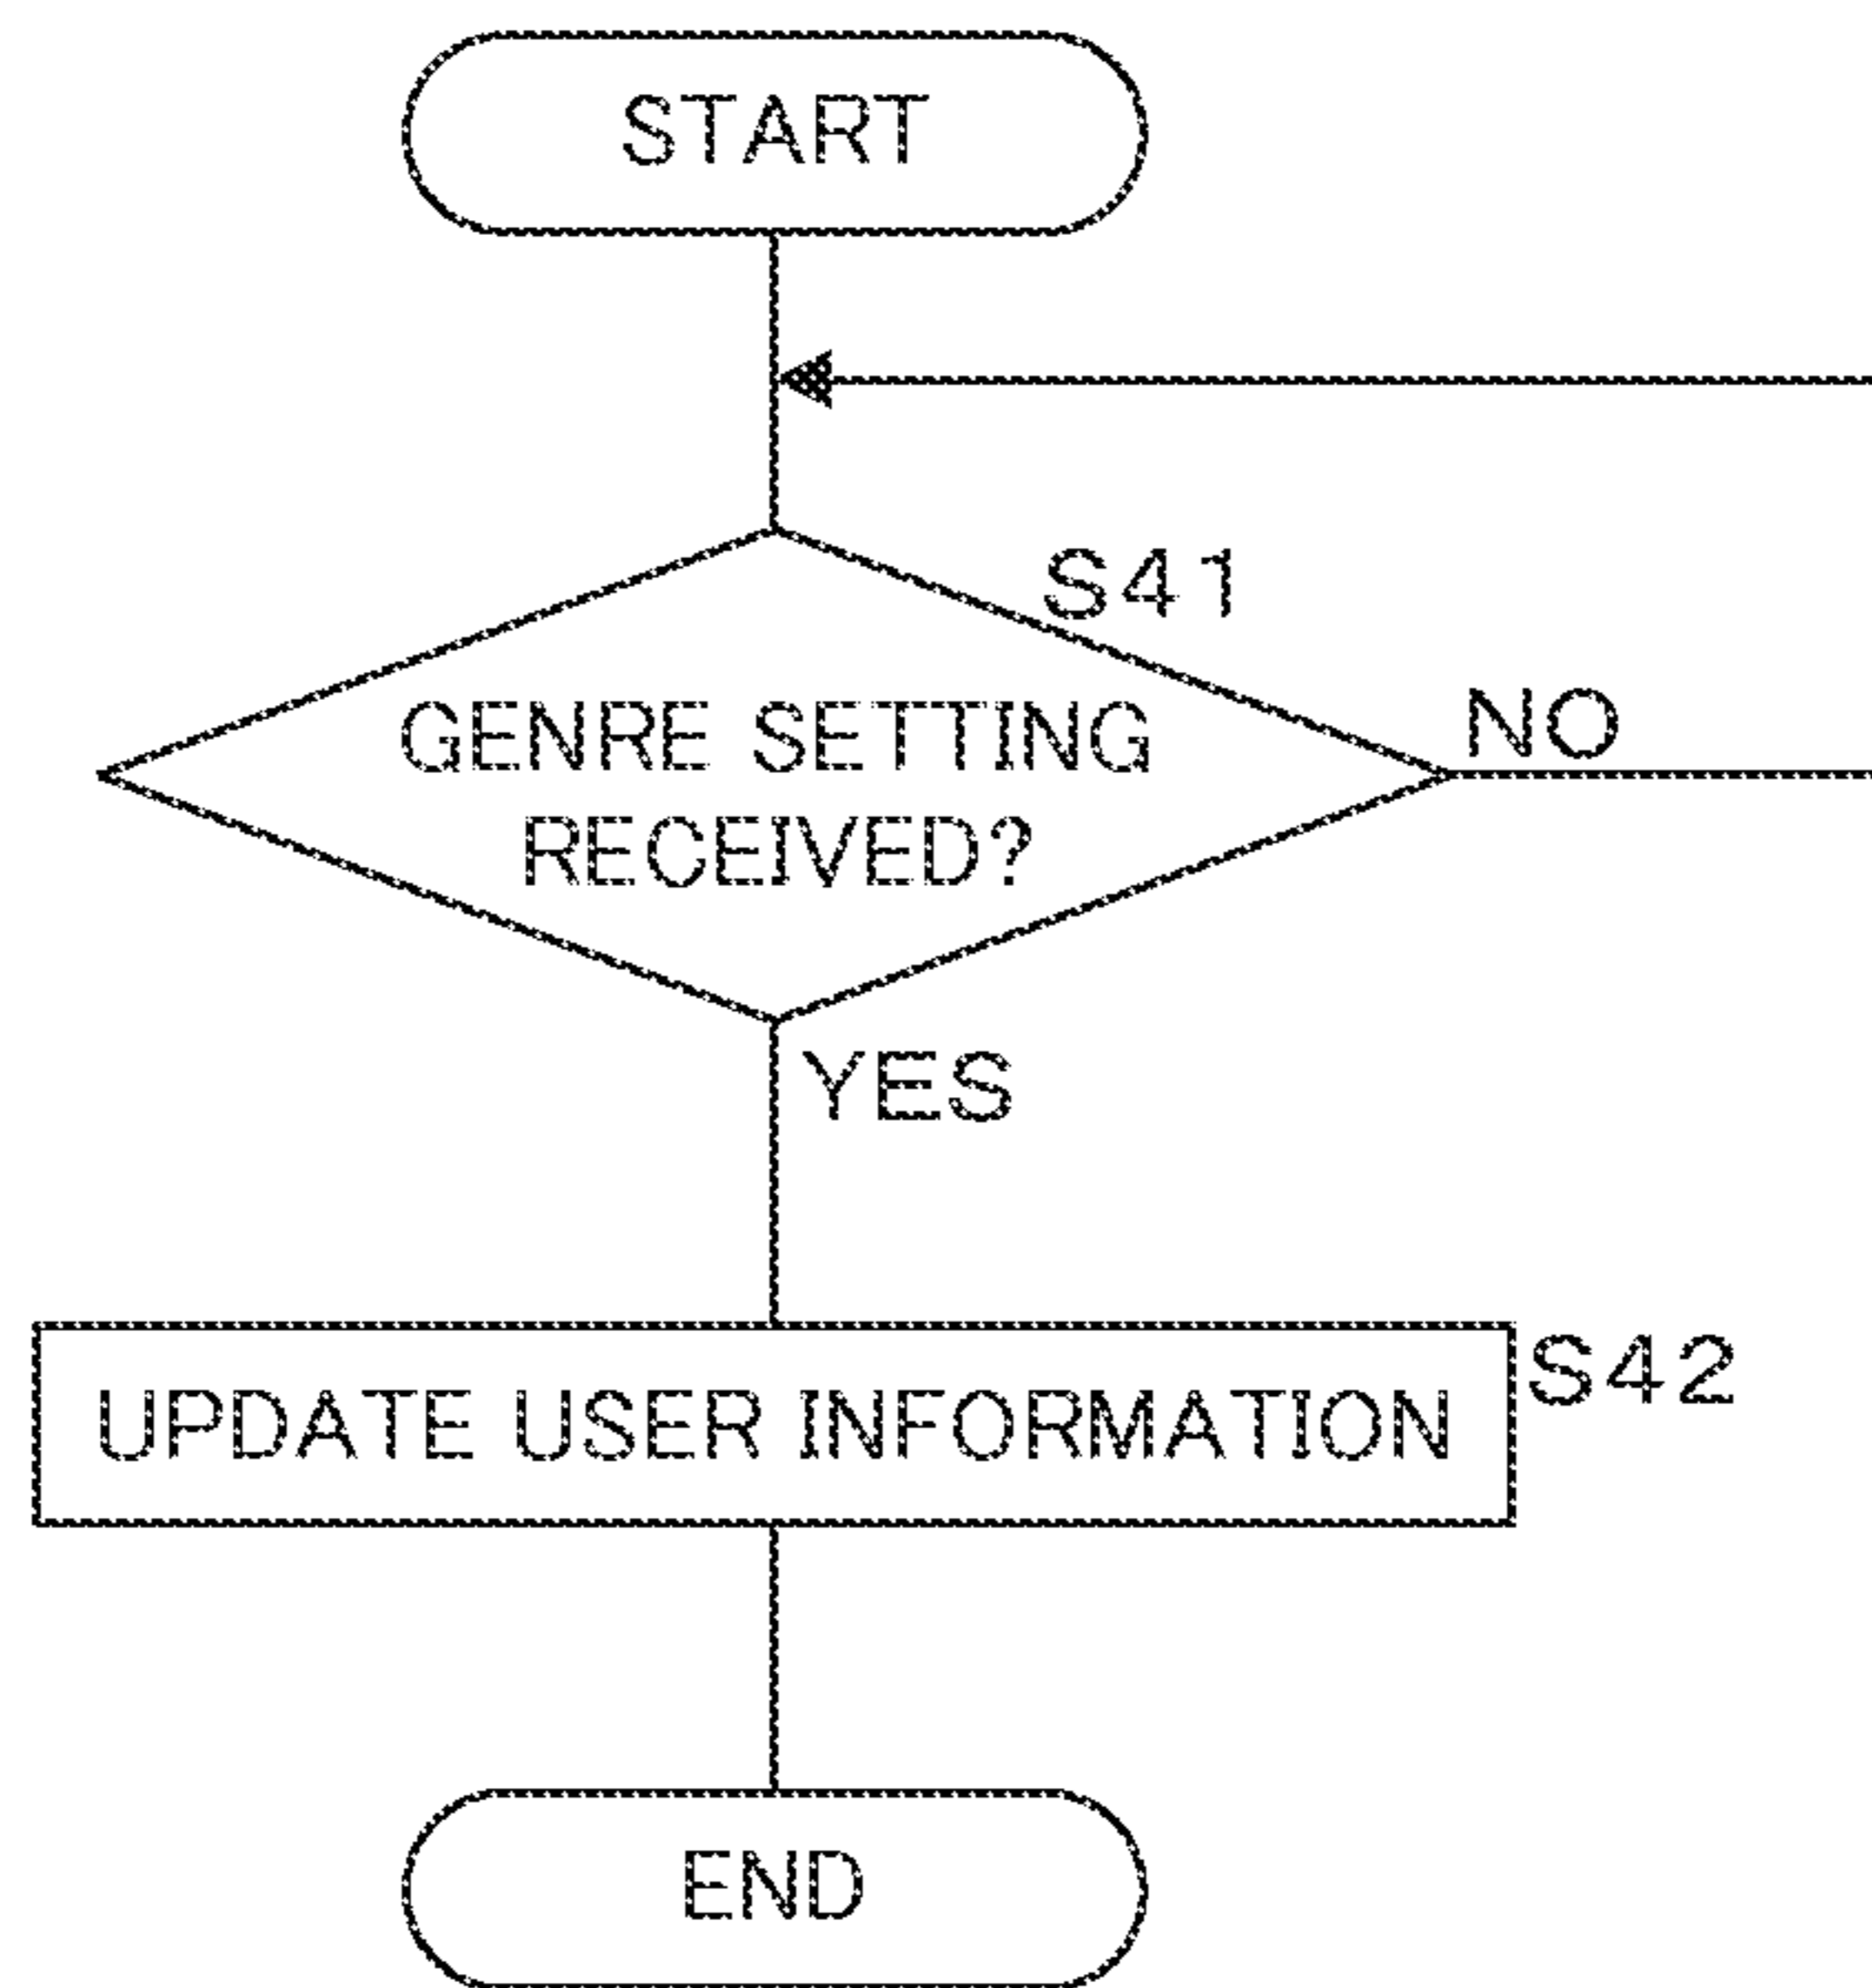 START
S41
GENRE SETTING
RECEIVED?
NO
YES
S42
UPDATE USER INFORMATION
END